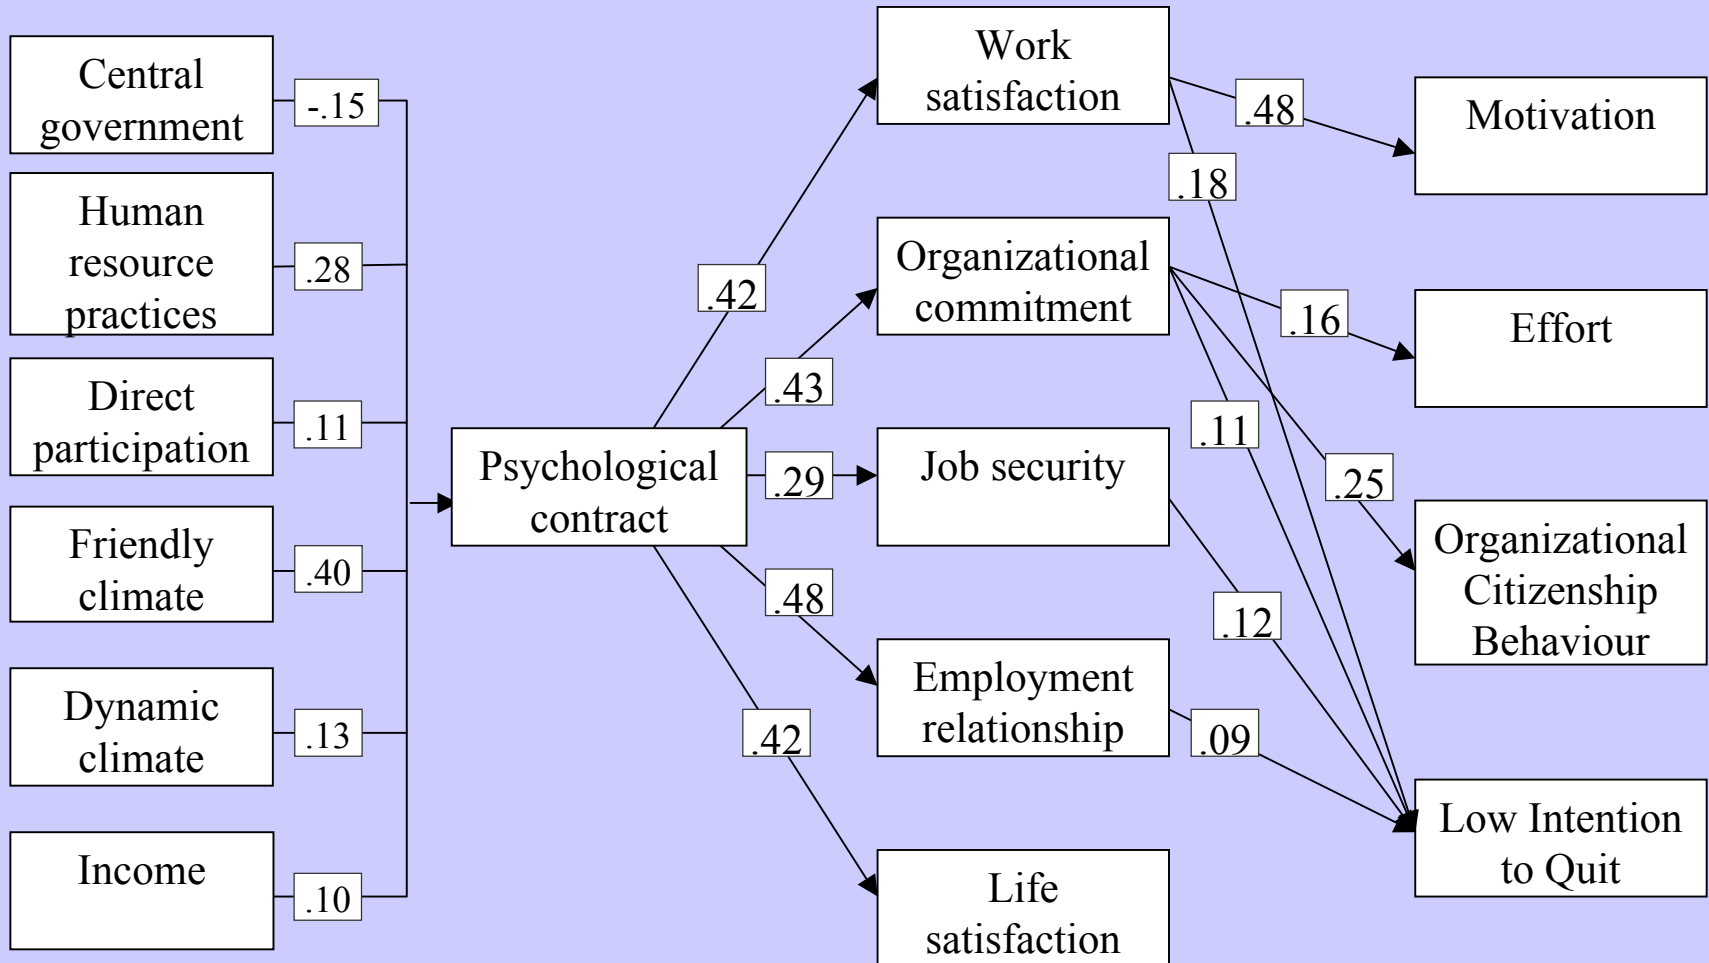 Central
government
-.15
Human
resource
practices
.28
Direct
participation
.11
Friendly
climate
.40
Dynamic
climate
.13
Income
.10
Psychological
contract
.42
.43
.29
.48
.42
Work
satisfaction
Organizational
commitment
Job security
Employment
relationship
Life
satisfaction
.48
.18
.16
.11
.25
.12
.09
Motivation
Effort
Organizational
Citizenship
Behaviour
Low Intention
to Quit